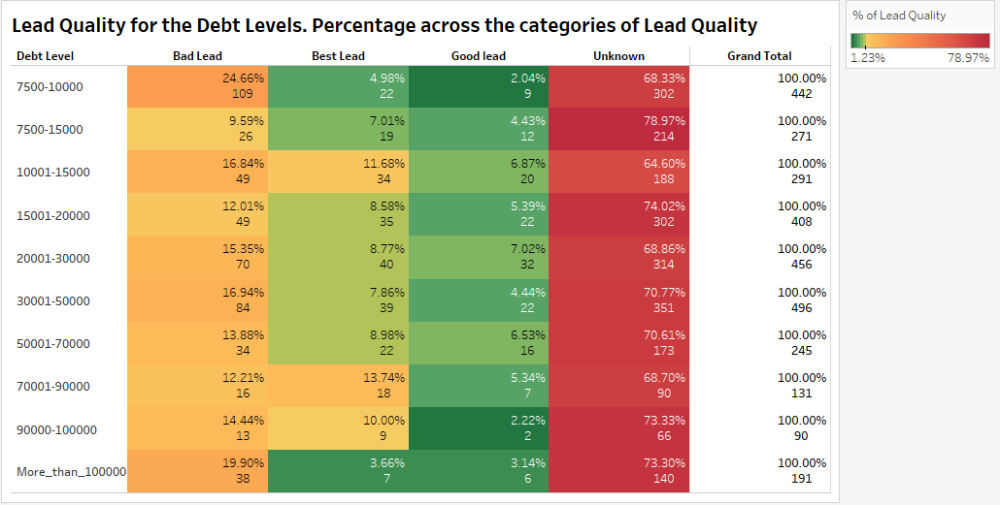 Lead Quality for the Debt Levels. Percentage across the categories of Lead Quality
Debt Level Bad Lead Best Lead Good lead Unknown Grand Total
7500-10000 24.66% 4.98% 2.04% 68.33% 100.00%
109 22 9 302 442
7500-15000 9.59% 7.01% 4.43% 78.97% 100.00%
26 19 12 214 271
10001-15000 16.84% 11.68% 6.87% 64.60% 100.00%
49 34 20 188 291
15001-20000 12.01% 8.58% 5.39% 74.02% 100.00%
49 35 22 302 408
20001-30000 15.35% 8.77% 7.02% 68.86% 100.00%
70 40 32 314 456
30001-50000 16.94% 7.86% 4.44% 70.77% 100.00%
84 39 22 351 496
50001-70000 13.88% 8.98% 6.53% 70.61% 100.00%
34 22 16 173 245
70001-90000 12.21% 13.74% 5.34% 68.70% 100.00%
16 18 7 90 131
90000-100000 14.44% 10.00% 2.22% 73.33% 100.00%
13 9 2 66 90
More_than_100000 19.90% 3.66% 3.14% 73.30% 100.00%
38 7 6 140 191
% of Lead Quality
1.23% 78.97%